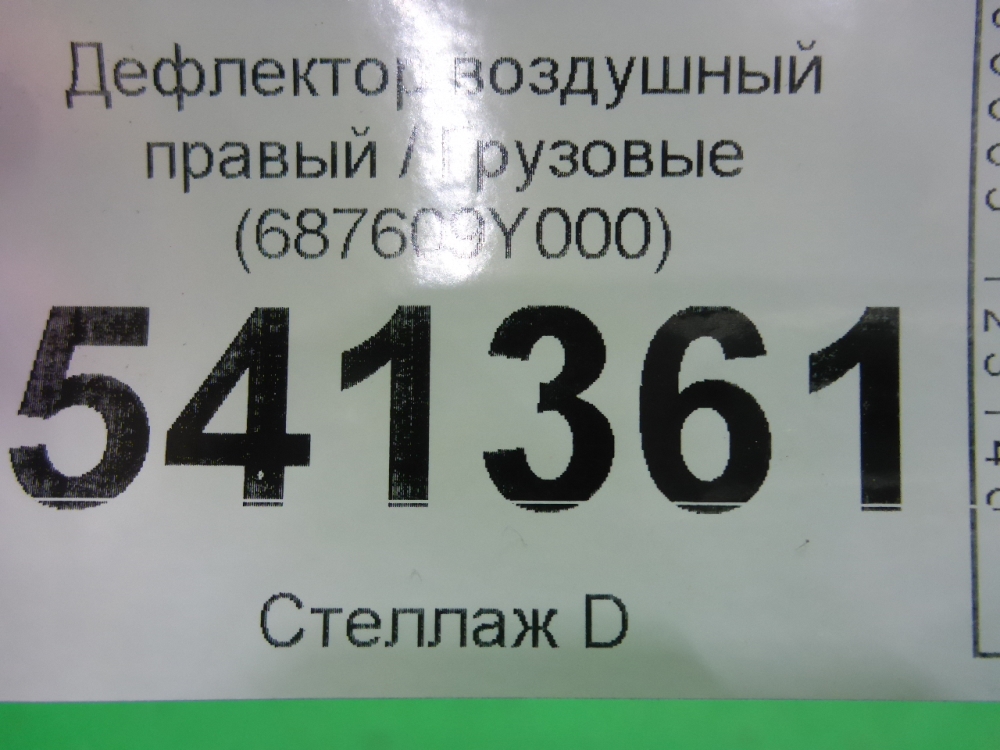 Дефлектор воздушный
правый / Грузовые
(687609Y000)
541361
Стеллаж D